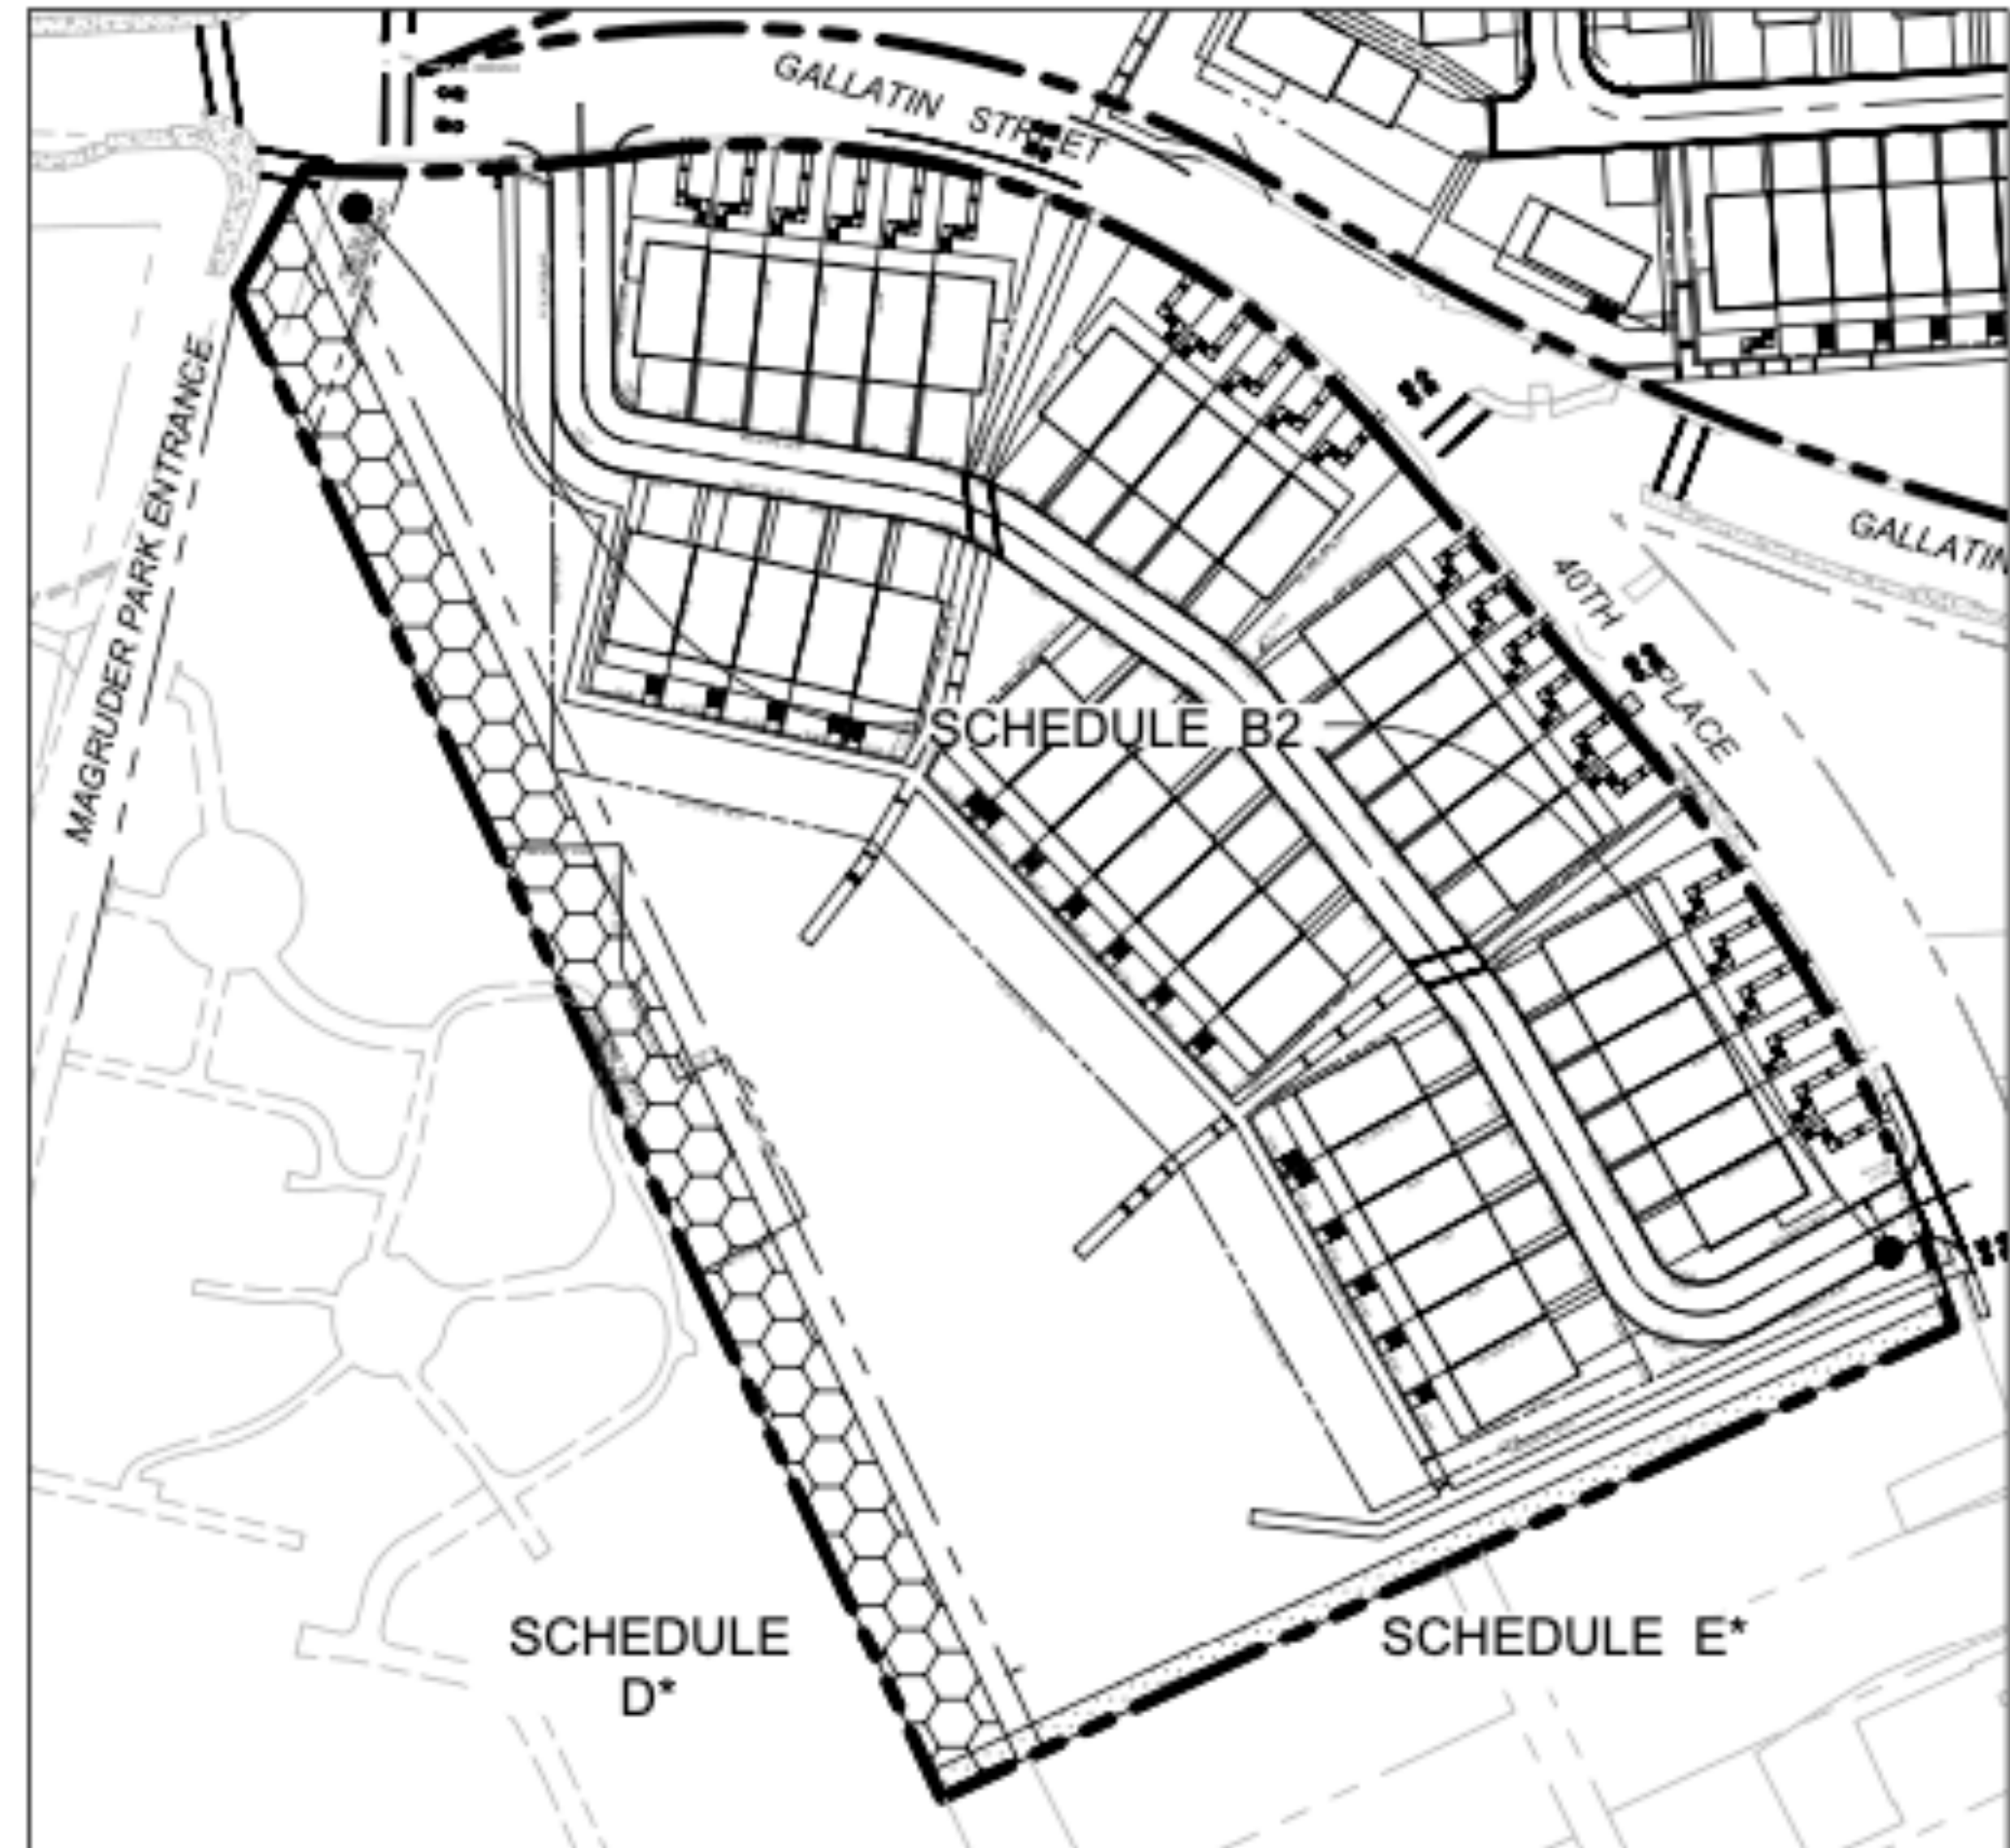 GALLATIN STREET
GALLATIN
MAGRUDER PARK ENTRANCE
40TH PLACE
SCHEDULE B2
SCHEDULE
D*
SCHEDULE E*